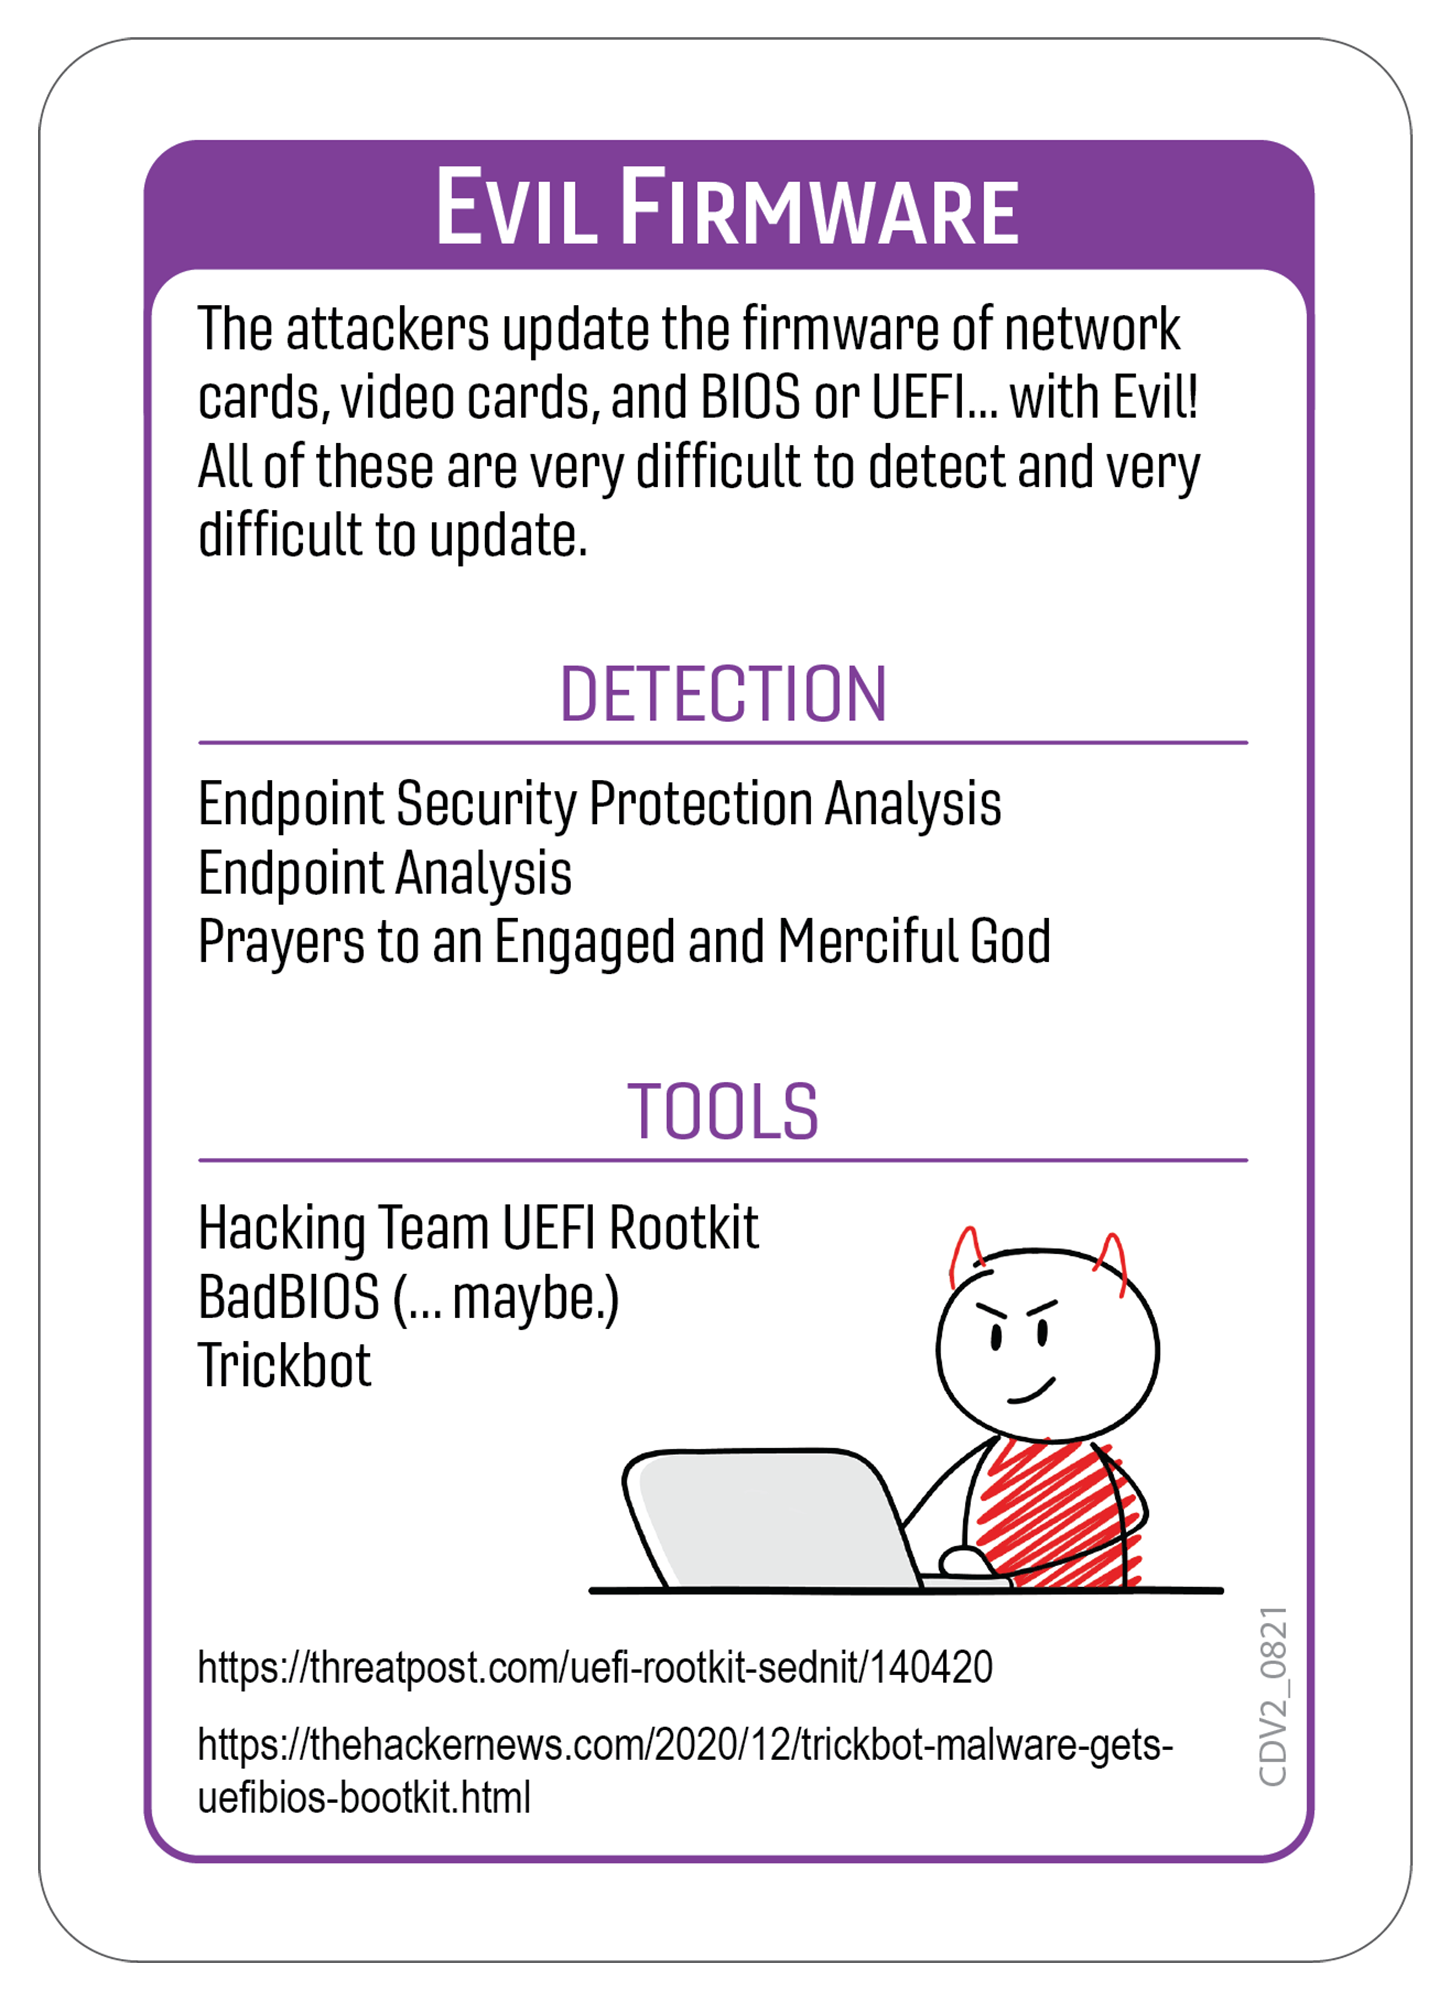 Evil Firmware
The attackers update the firmware of network
cards, video cards, and BIOS or UEFI... with Evil!
All of these are very difficult to detect and very
difficult to update.
DETECTION
Endpoint Security Protection Analysis
Endpoint Analysis
Prayers to an Engaged and Merciful God
TOOLS
Hacking Team UEFI Rootkit
BadBIOS (... maybe.)
Trickbot
https://threatpost.com/uefi-rootkit-sednit/140420
https://thehackernews.com/2020/12/trickbot-malware-gets-
uefibios-bootkit.html
CDV2_0821